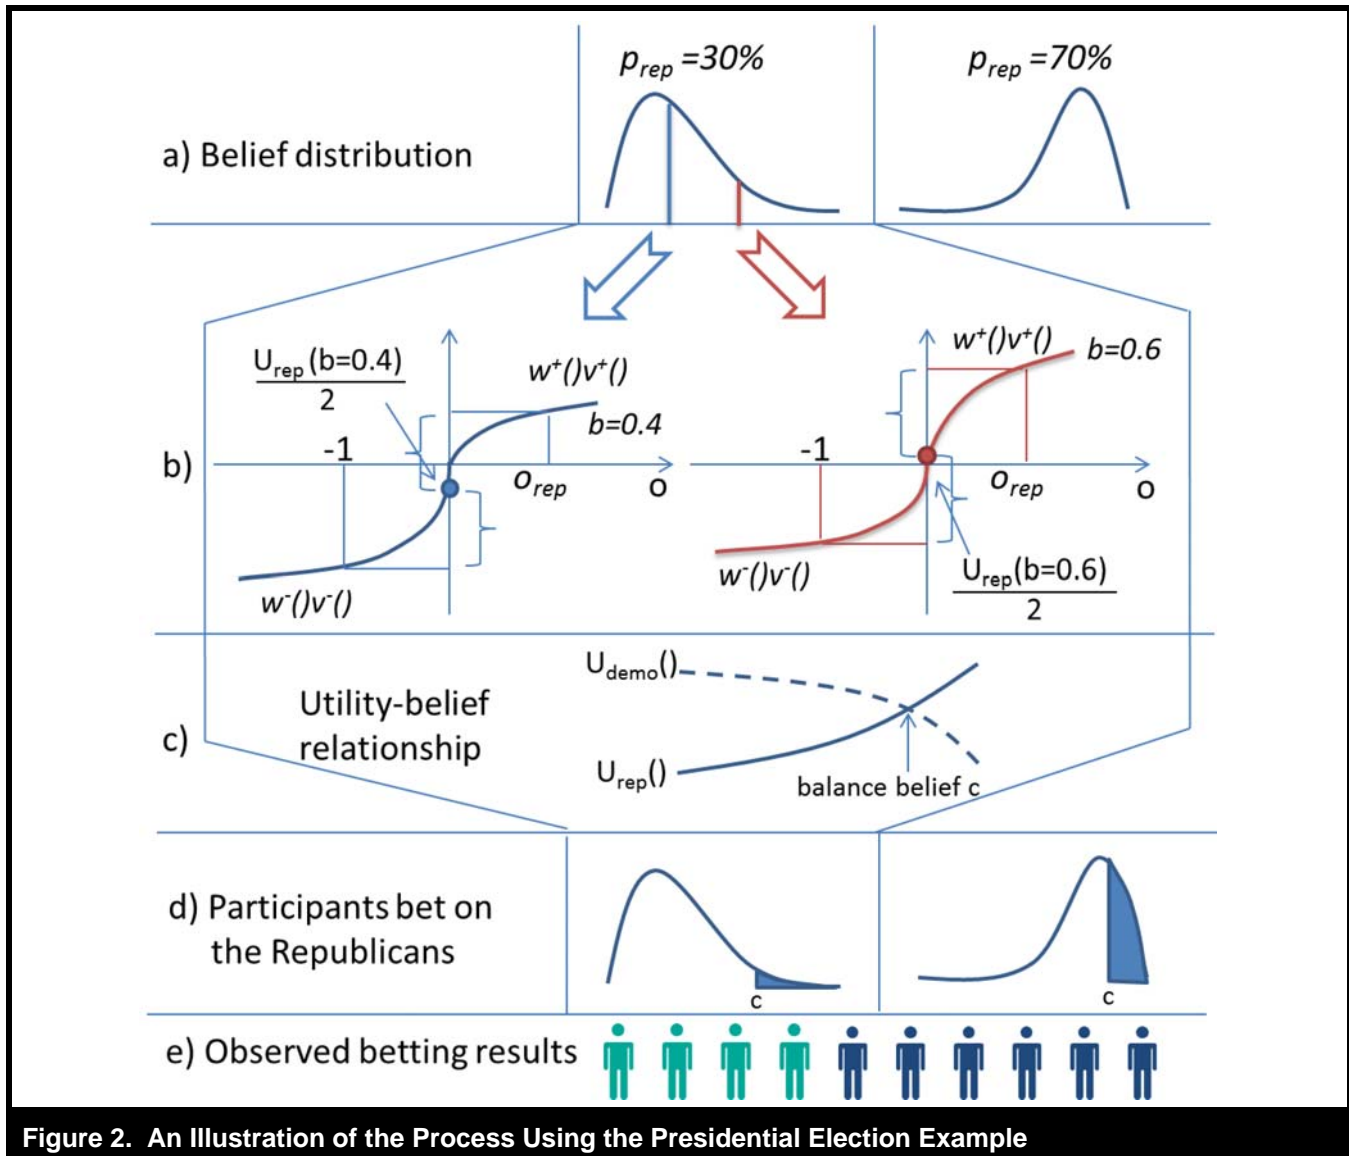 p_rep =30%
p_rep =70%
a) Belief distribution
U_rep (b=0.4)
2
w⁺()v⁺()
b=0.4
-1
o_rep
o
w⁻()v⁻()
b)
w⁺()v⁺()
b=0.6
-1
o_rep
o
w⁻()v⁻()
U_rep(b=0.6)
2
c)
Utility-belief
relationship
U_demo()
U_rep()
balance belief c
d) Participants bet on
the Republicans
c
c
e) Observed betting results
Figure 2. An Illustration of the Process Using the Presidential Election Example